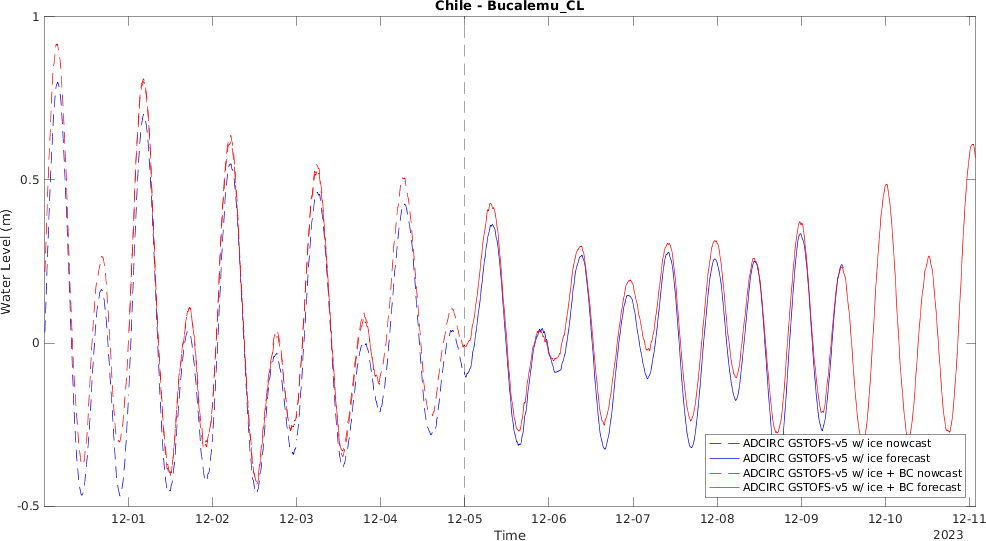 Chile - Bucalemu_CL
1
0.5
0
-0.5
Water Level (m)
12-01 12-02 12-03 12-04 12-05 12-06 12-07 12-08 12-09 12-10 12-11
Time
2023
ADCIRC GSTOFS-v5 w/ ice nowcast
ADCIRC GSTOFS-v5 w/ ice forecast
ADCIRC GSTOFS-v5 w/ ice + BC nowcast
ADCIRC GSTOFS-v5 w/ ice + BC forecast